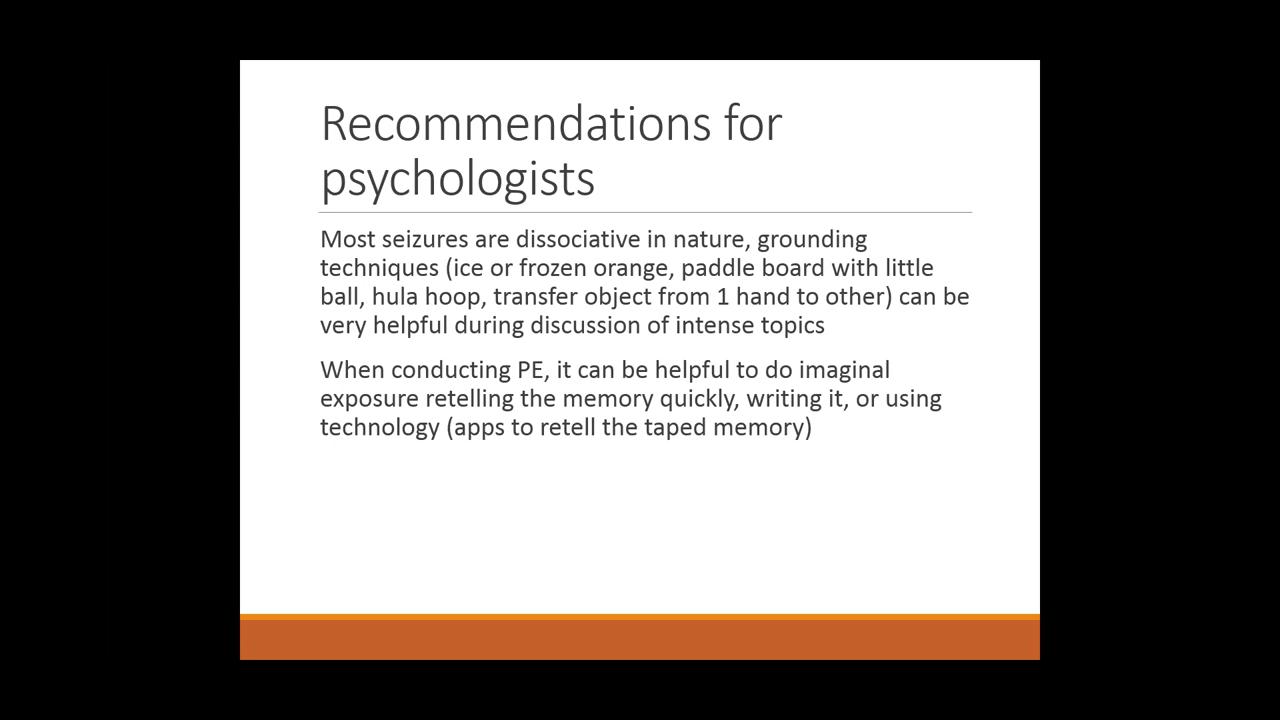 Recommendations for
psychologists
Most seizures are dissociative in nature, grounding
techniques (ice or frozen orange, paddle board with little
ball, hula hoop, transfer object from 1 hand to other) can be
very helpful during discussion of intense topics
When conducting PE, it can be helpful to do imaginal
exposure retelling the memory quickly, writing it, or using
technology (apps to retell the taped memory)